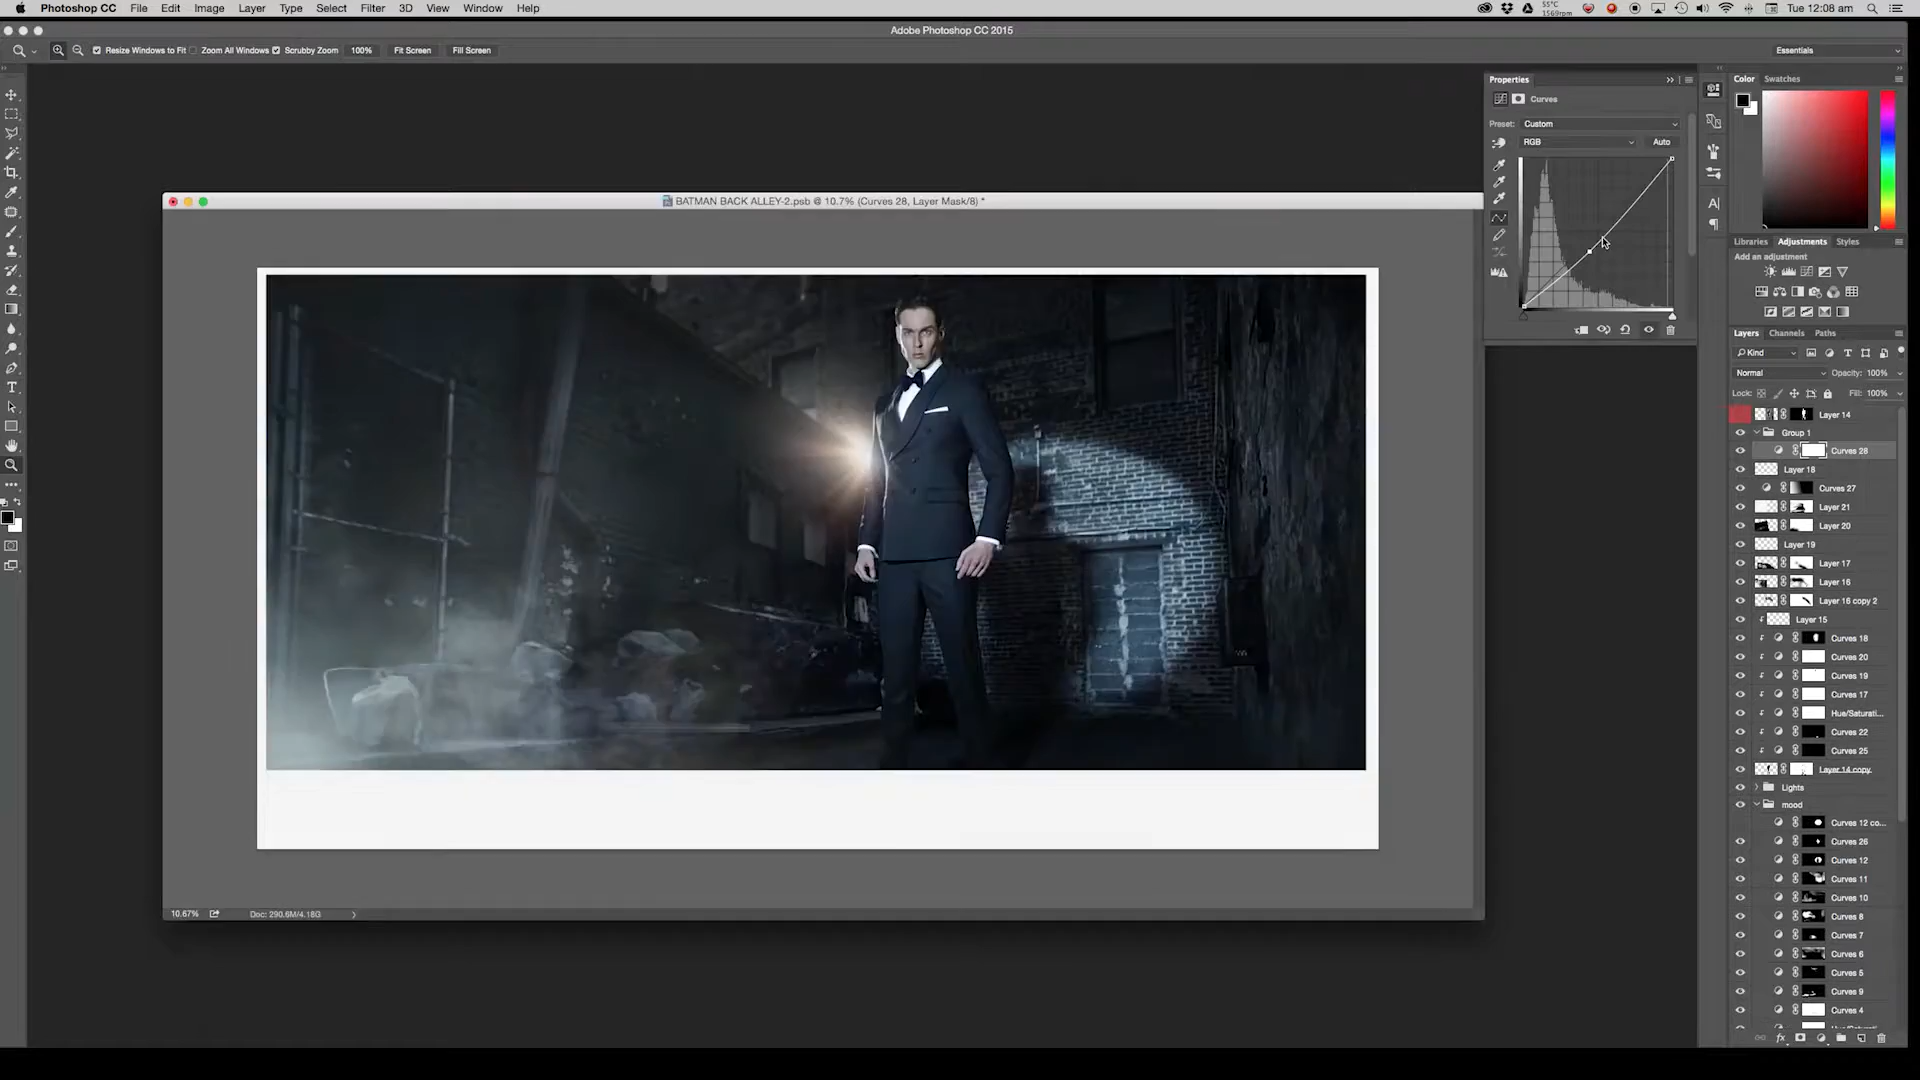 Photoshop CC File Edit Image Layer Type Select Filter 3D View Window Help
55°C
1569rpm
Tue 12:08 am
Adobe Photoshop CC 2015
Resize Windows to Fit Zoom All Windows Scrubby Zoom 100% Fit Screen Fill Screen
Essentials
Properties
Curves
Preset: Custom
RGB Auto
Color Swatches
BATMAN BACK ALLEY-2.psb @ 10.7% (Curves 28, Layer Mask/8) *
Libraries Adjustments Styles
Add an adjustment
Layers Channels Paths
Kind
Normal Opacity: 100%
Lock: Fill: 100%
Layer 14
Group 1
Curves 28
Layer 18
Curves 27
Layer 21
Layer 20
Layer 19
Layer 17
Layer 16
Layer 16 copy 2
Layer 15
Curves 18
Curves 20
Curves 19
Curves 17
Hue/Saturati...
Curves 22
Curves 25
Layer 14 copy
Lights
mood
Curves 12 co...
Curves 26
Curves 12
Curves 11
Curves 10
Curves 8
Curves 7
Curves 6
Curves 5
Curves 9
Curves 4
10.67% Doc: 290.6M/4.18G